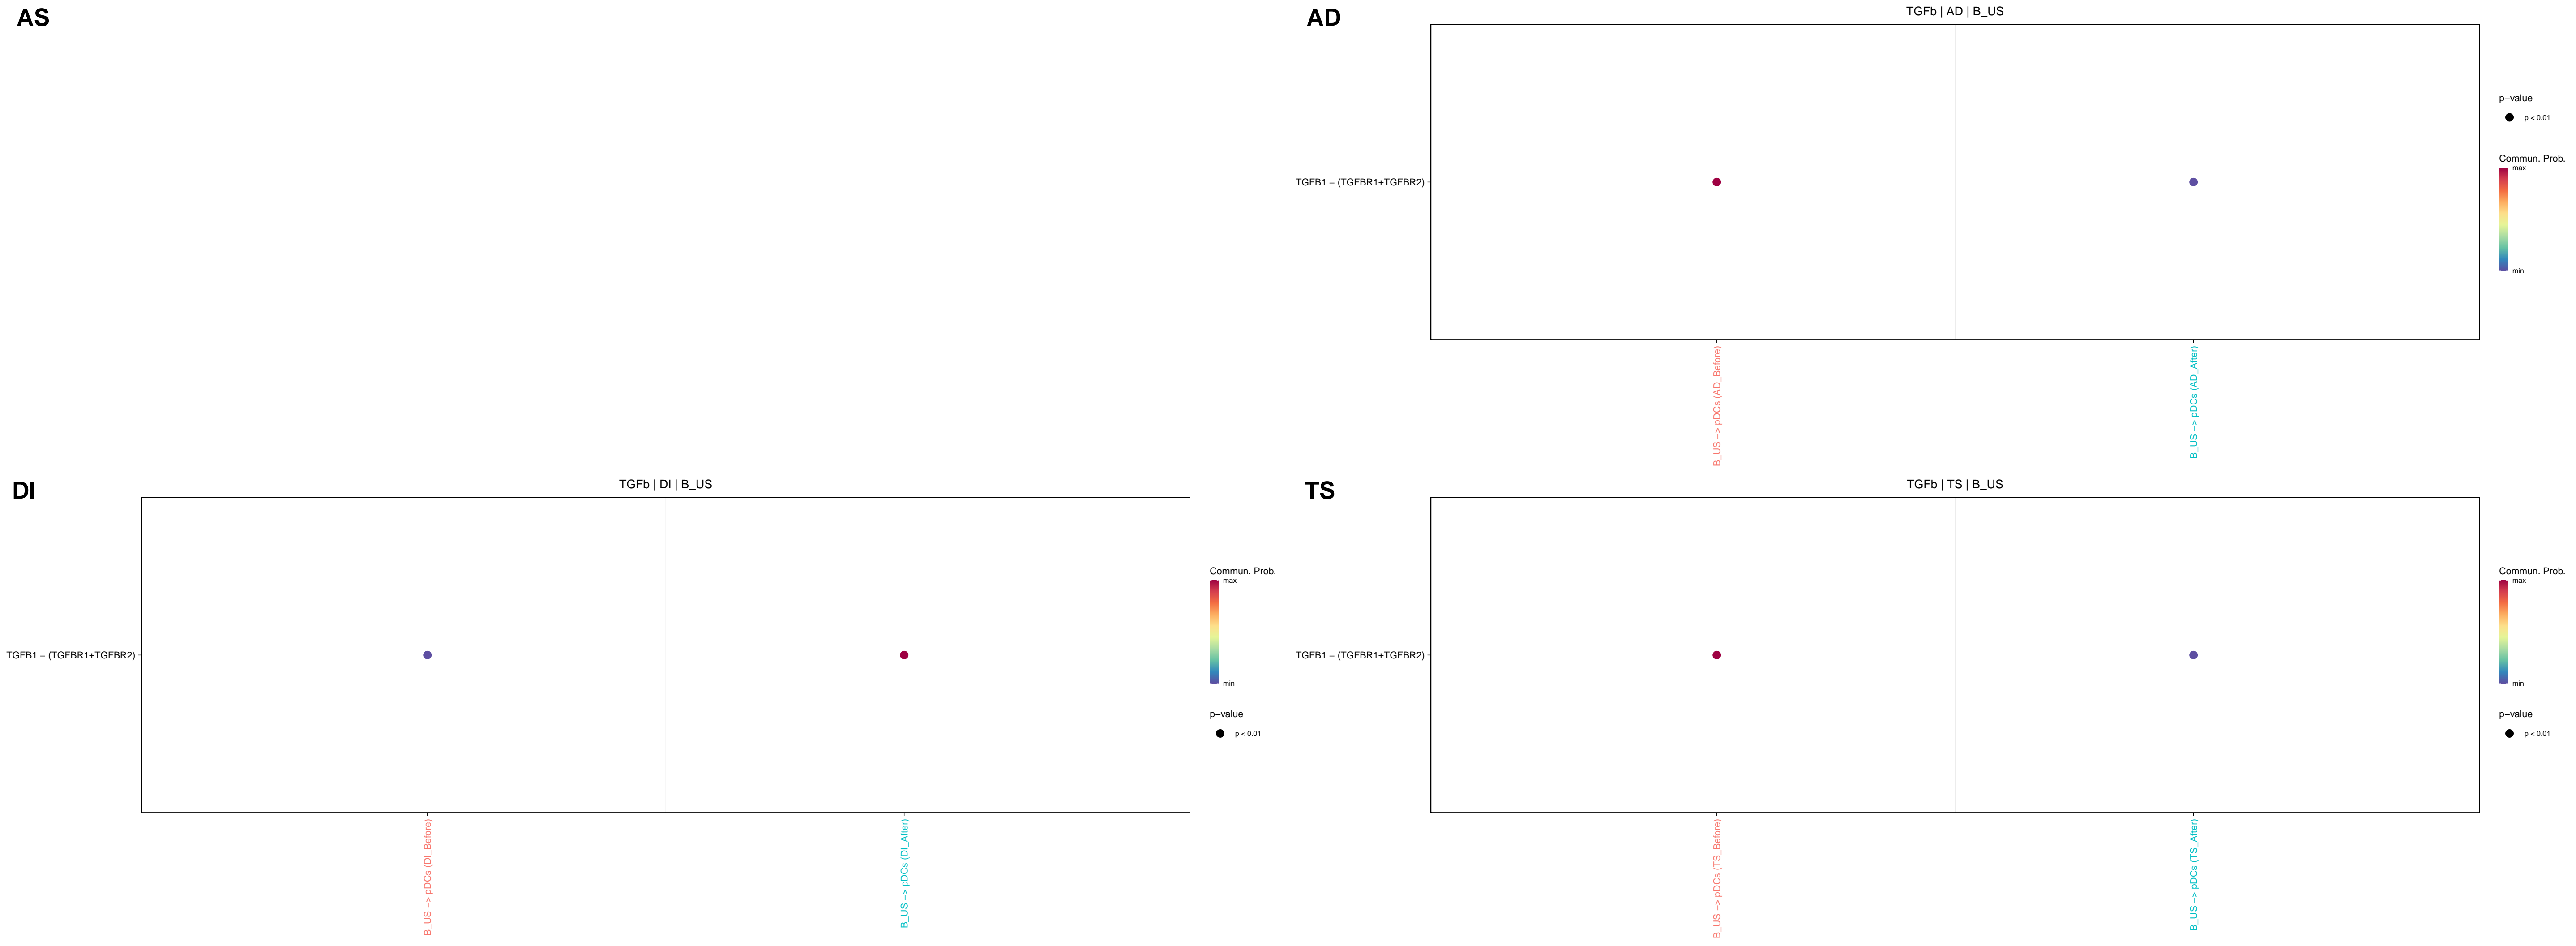 AS
AD
TGFb | AD | B_US
TGFB1 − (TGFBR1+TGFBR2)
B_US −> pDCs (AD_Before)
B_US −> pDCs (AD_After)
p−value
p < 0.01
Commun. Prob.
max
min
DI
TGFb | DI | B_US
TGFB1 − (TGFBR1+TGFBR2)
B_US −> pDCs (DI_Before)
B_US −> pDCs (DI_After)
Commun. Prob.
max
min
p−value
p < 0.01
TS
TGFb | TS | B_US
TGFB1 − (TGFBR1+TGFBR2)
B_US −> pDCs (TS_Before)
B_US −> pDCs (TS_After)
Commun. Prob.
max
min
p−value
p < 0.01